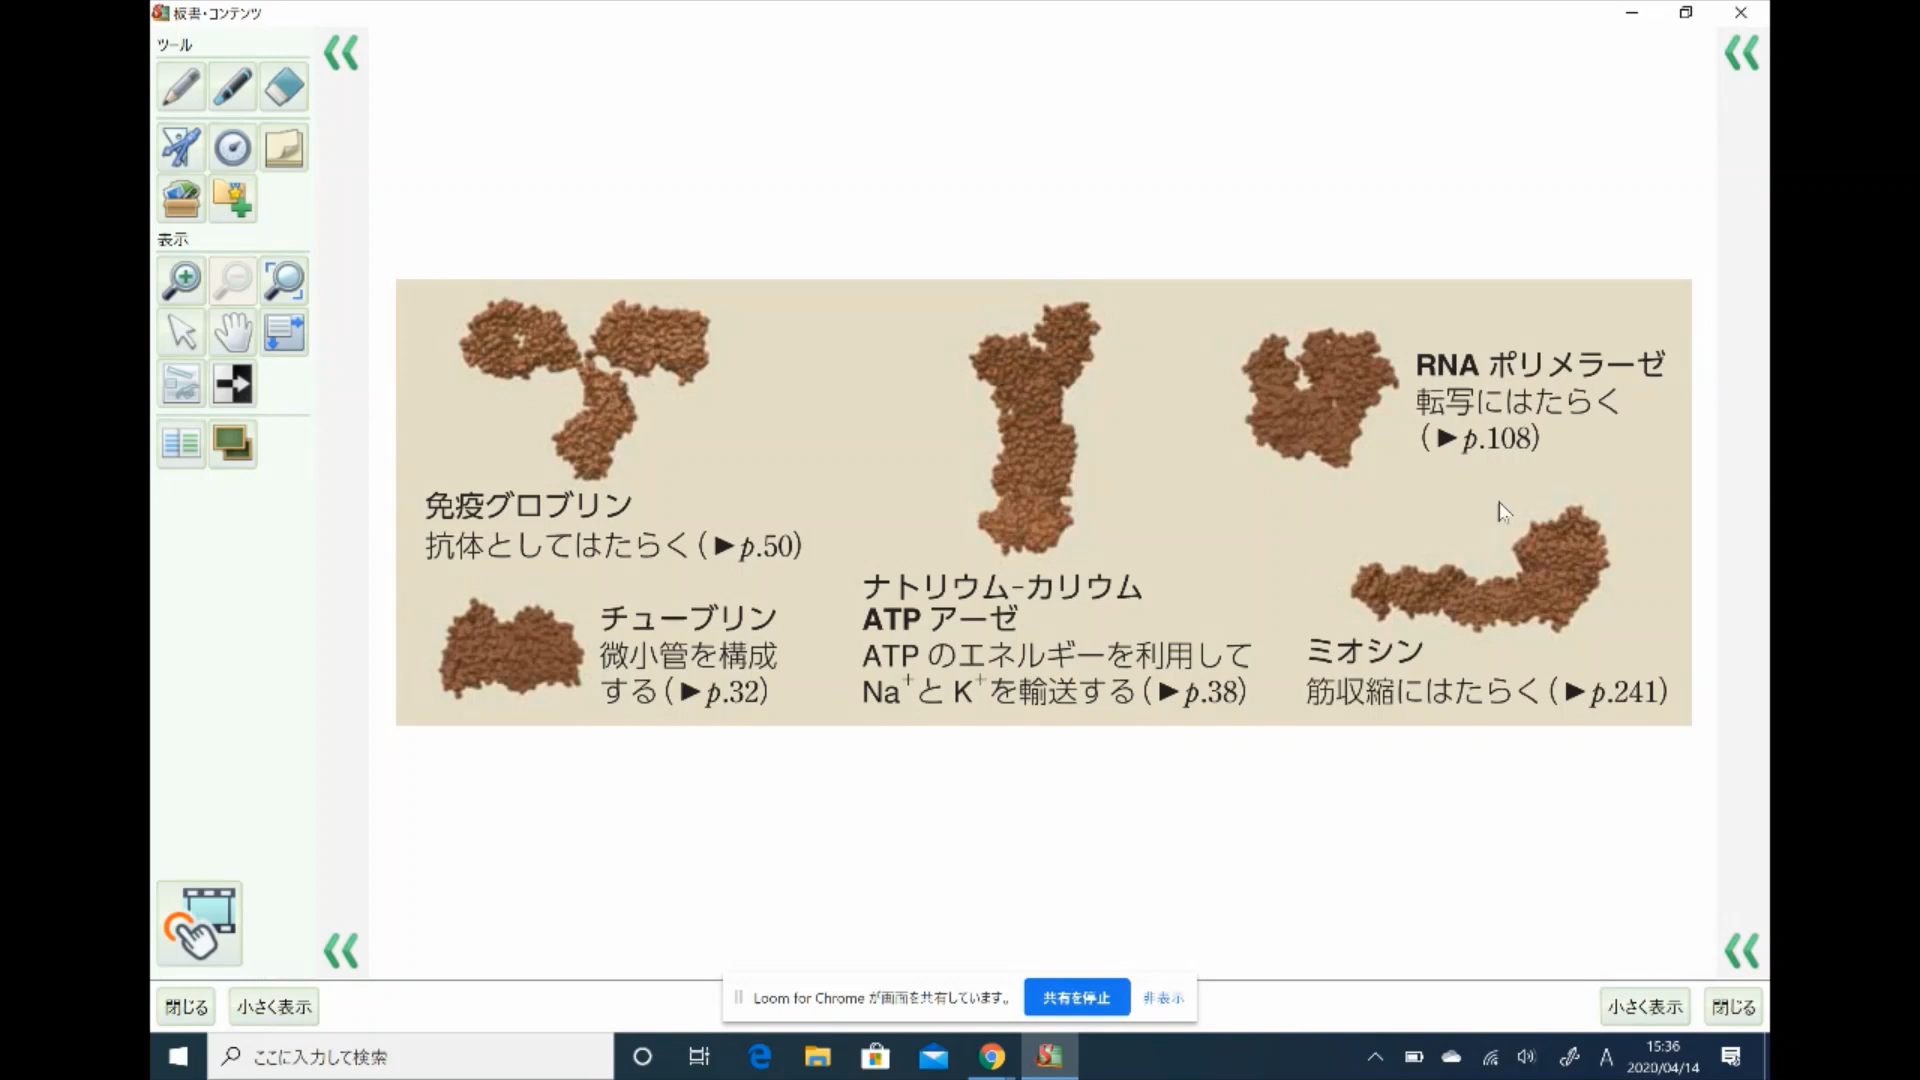 板書・コンテンツ
ツール
表示
免疫グロブリン
抗体としてはたらく(▶p.50)
チューブリン
微小管を構成
する(▶p.32)
ナトリウム-カリウム
ATP アーゼ
ATP のエネルギーを利用して
Na⁺と K⁺を輸送する(▶p.38)
RNA ポリメラーゼ
転写にはたらく
(▶p.108)
ミオシン
筋収縮にはたらく(▶p.241)
閉じる
小さく表示
Loom for Chrome が画面を共有しています。
共有を停止
非表示
小さく表示
閉じる
ここに入力して検索
A
15:36
2020/04/14